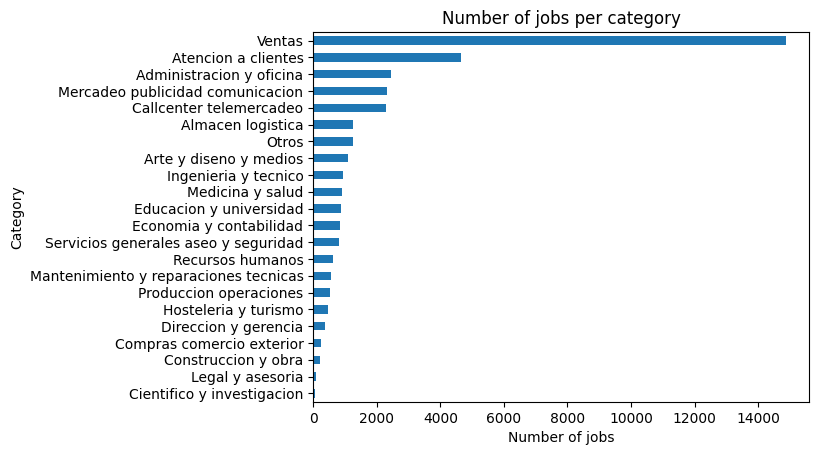 Number of jobs per category
Category
Ventas
Atencion a clientes
Administracion y oficina
Mercadeo publicidad comunicacion
Callcenter telemercadeo
Almacen logistica
Otros
Arte y diseno y medios
Ingenieria y tecnico
Medicina y salud
Educacion y universidad
Economia y contabilidad
Servicios generales aseo y seguridad
Recursos humanos
Mantenimiento y reparaciones tecnicas
Produccion operaciones
Hosteleria y turismo
Direccion y gerencia
Compras comercio exterior
Construccion y obra
Legal y asesoria
Cientifico y investigacion
0 2000 4000 6000 8000 10000 12000 14000
Number of jobs